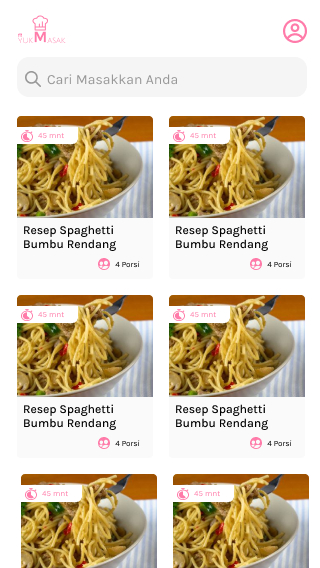 YUK MASAK
Cari Masakkan Anda
45 mnt
45 mnt
Resep Spaghetti
Bumbu Rendang
4 Porsi
Resep Spaghetti
Bumbu Rendang
4 Porsi
45 mnt
45 mnt
Resep Spaghetti
Bumbu Rendang
4 Porsi
Resep Spaghetti
Bumbu Rendang
4 Porsi
45 mnt
45 mnt